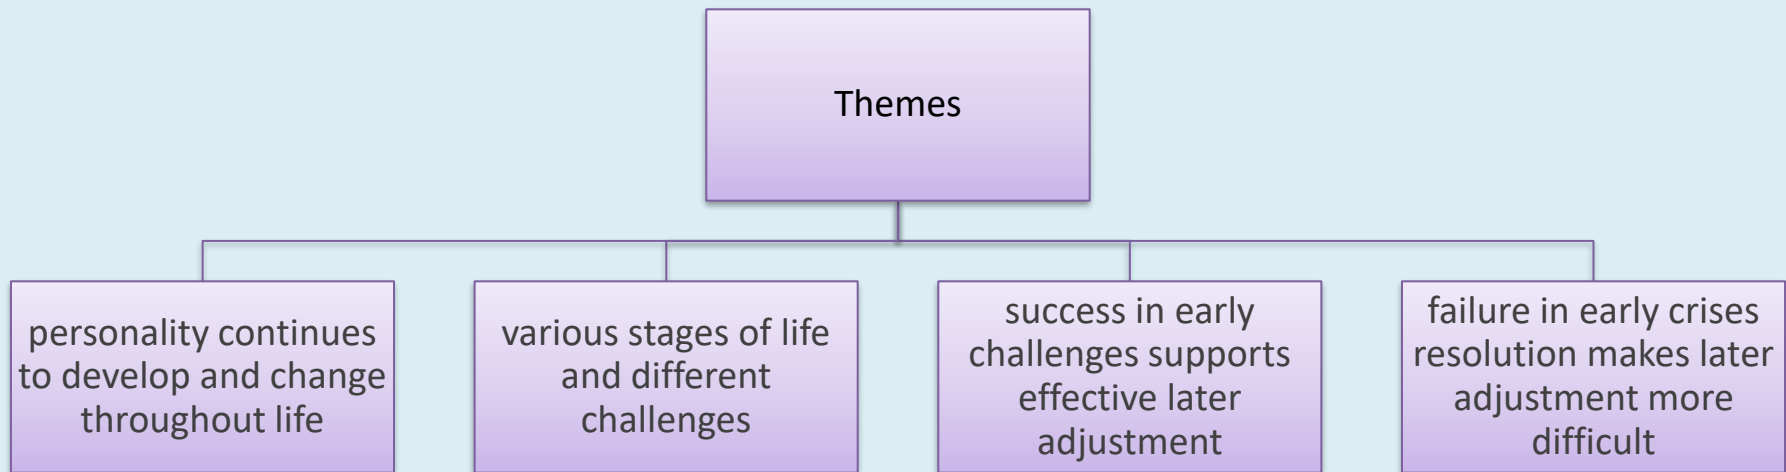 Themes
personality continues
to develop and change
throughout life
various stages of life
and different
challenges
success in early
challenges supports
effective later
adjustment
failure in early crises
resolution makes later
adjustment more
difficult